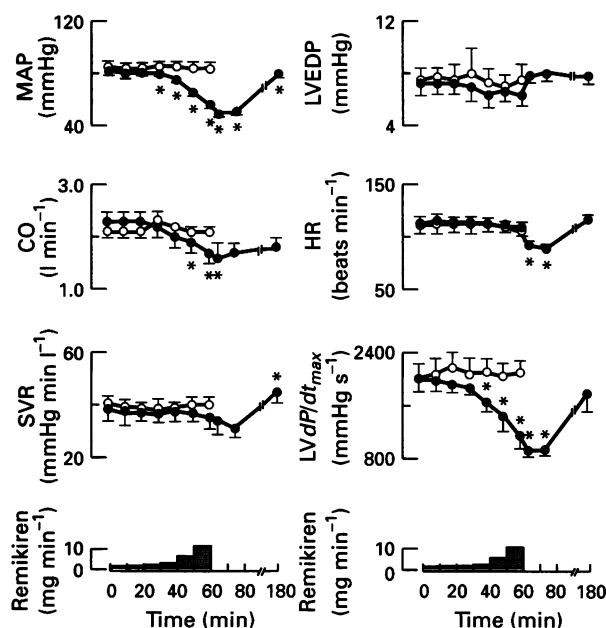 120
MAP
(mmHg)
40
* * * * * * *
12
LVEDP
(mmHg)
4
3.0
CO
(l min⁻¹)
1.0
* **
150
HR
(beats min⁻¹)
50
* *
60
SVR
(mmHg min l⁻¹)
20
*
2400
LV dP/dt max
(mmHg s⁻¹)
800
* * * * *
Remikiren
(mg min⁻¹)
10
0
0 20 40 60 180
Time (min)
Remikiren
(mg min⁻¹)
10
0
0 20 40 60 180
Time (min)